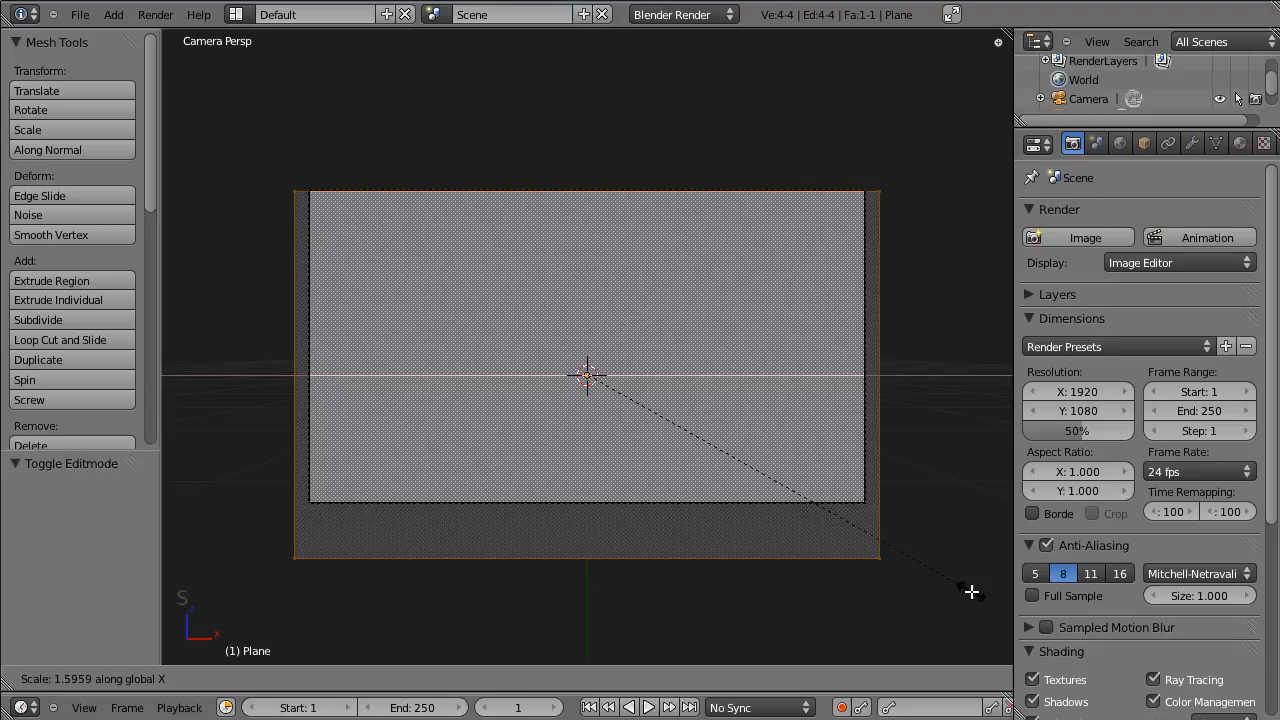 File Add Render Help Default Scene Blender Render Ve:4-4 | Ed:4-4 | Fa:1-1 | Plane
Mesh Tools
Transform:
Translate
Rotate
Scale
Along Normal
Deform:
Edge Slide
Noise
Smooth Vertex
Add:
Extrude Region
Extrude Individual
Subdivide
Loop Cut and Slide
Duplicate
Spin
Screw
Remove:
Delete
Toggle Editmode
Camera Persp
S
z
x
(1) Plane
Scale: 1.5959 along global X
View Frame Playback Start: 1 End: 250 1 No Sync
View Search All Scenes
RenderLayers |
World
Camera |
Scene
Render
Image Animation
Display: Image Editor
Layers
Dimensions
Render Presets
Resolution: Frame Range:
X: 1920 Start: 1
Y: 1080 End: 250
50% Step: 1
Aspect Ratio: Frame Rate:
X: 1.000 24 fps
Y: 1.000 Time Remapping:
Borde Crop : 100 : 100
Anti-Aliasing
5 8 11 16 Mitchell-Netravali
Full Sample Size: 1.000
Sampled Motion Blur
Shading
Textures Ray Tracing
Shadows Color Managemen